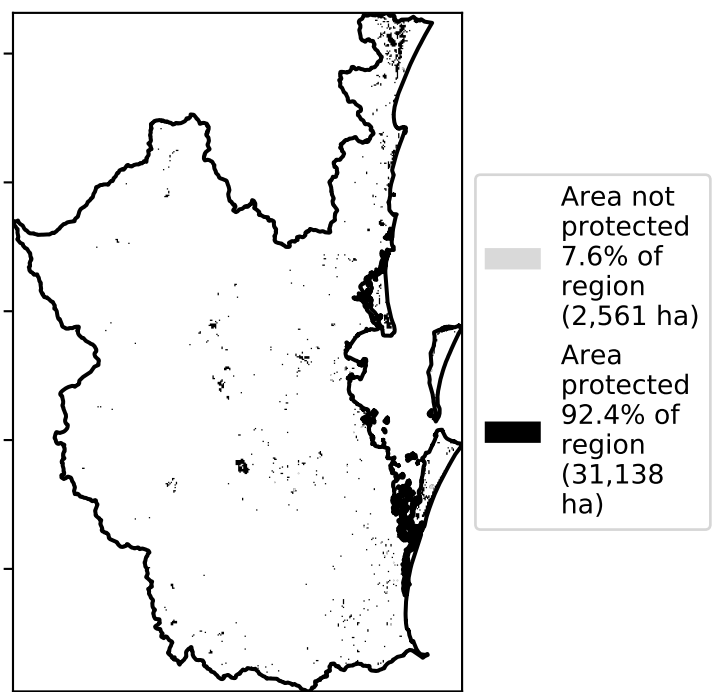 Area not
protected
7.6% of
region
(2,561 ha)
Area
protected
92.4% of
region
(31,138
ha)